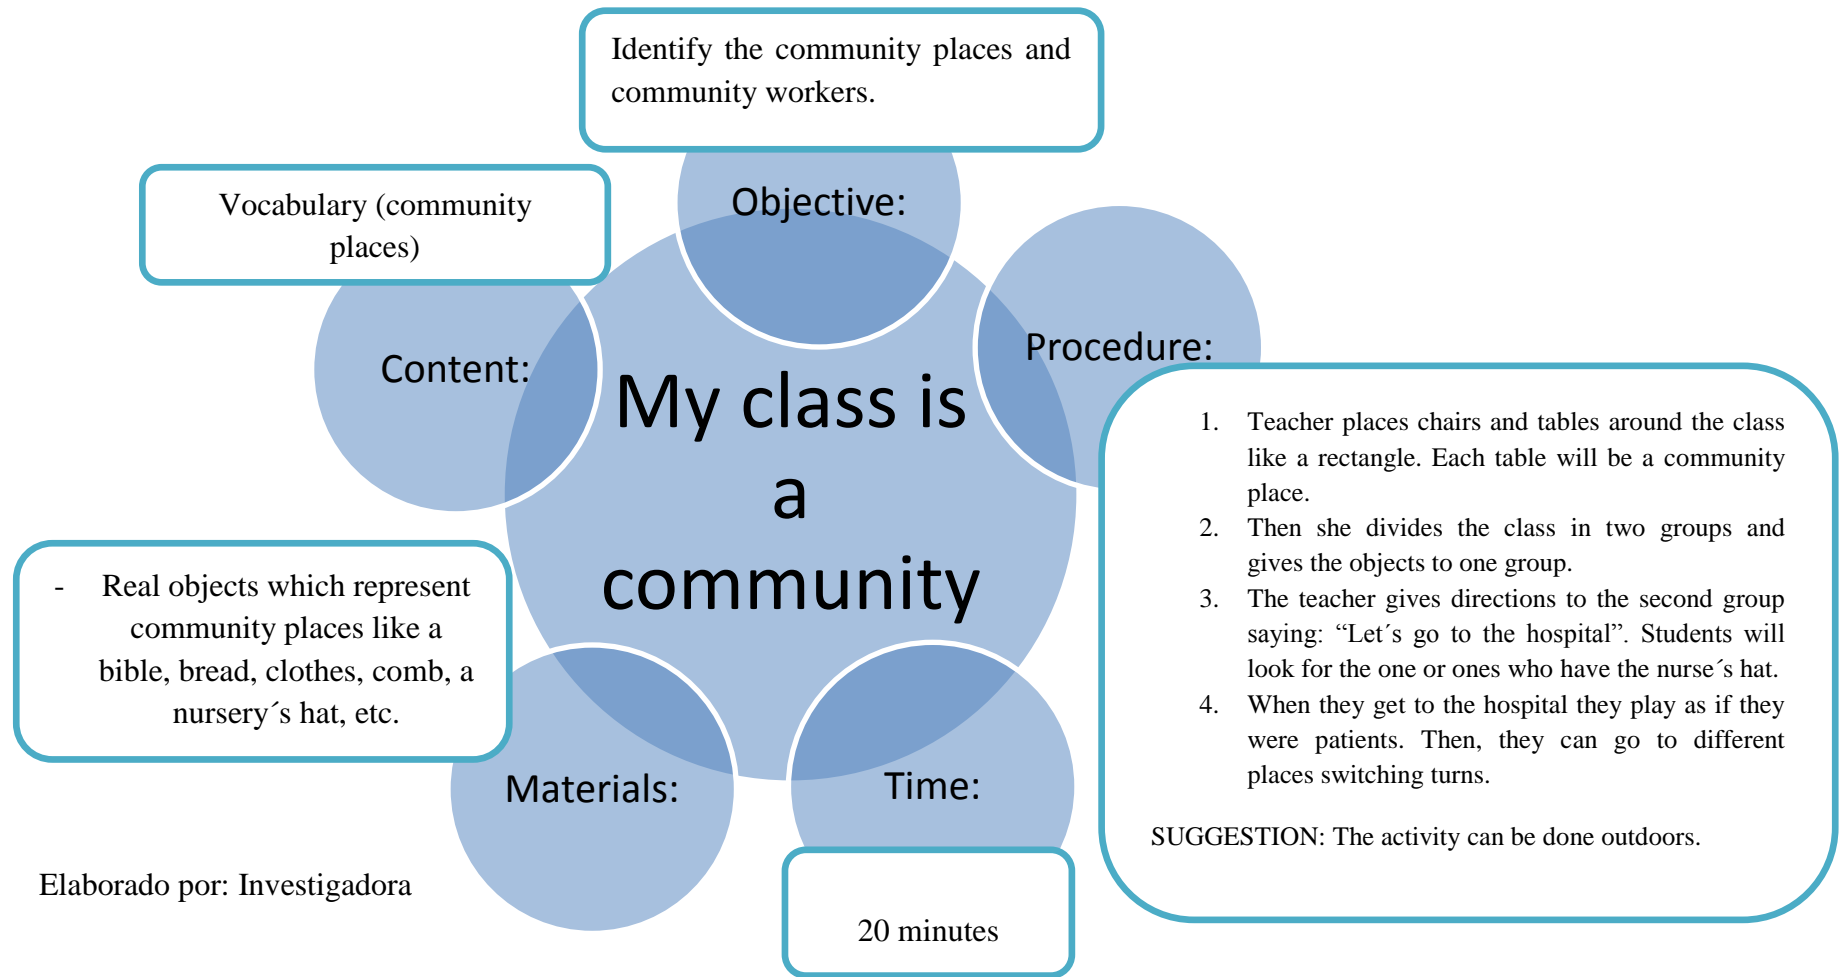 Identify the community places and
community workers.
Objective:
Vocabulary (community
places)
Content:
Procedure:
My class is
a
community
1. Teacher places chairs and tables around the class
like a rectangle. Each table will be a community
place.
2. Then she divides the class in two groups and
gives the objects to one group.
3. The teacher gives directions to the second group
saying: “Let´s go to the hospital”. Students will
look for the one or ones who have the nurse´s hat.
4. When they get to the hospital they play as if they
were patients. Then, they can go to different
places switching turns.
SUGGESTION: The activity can be done outdoors.
- Real objects which represent
community places like a
bible, bread, clothes, comb, a
nursery´s hat, etc.
Materials:
Time:
20 minutes
Elaborado por: Investigadora